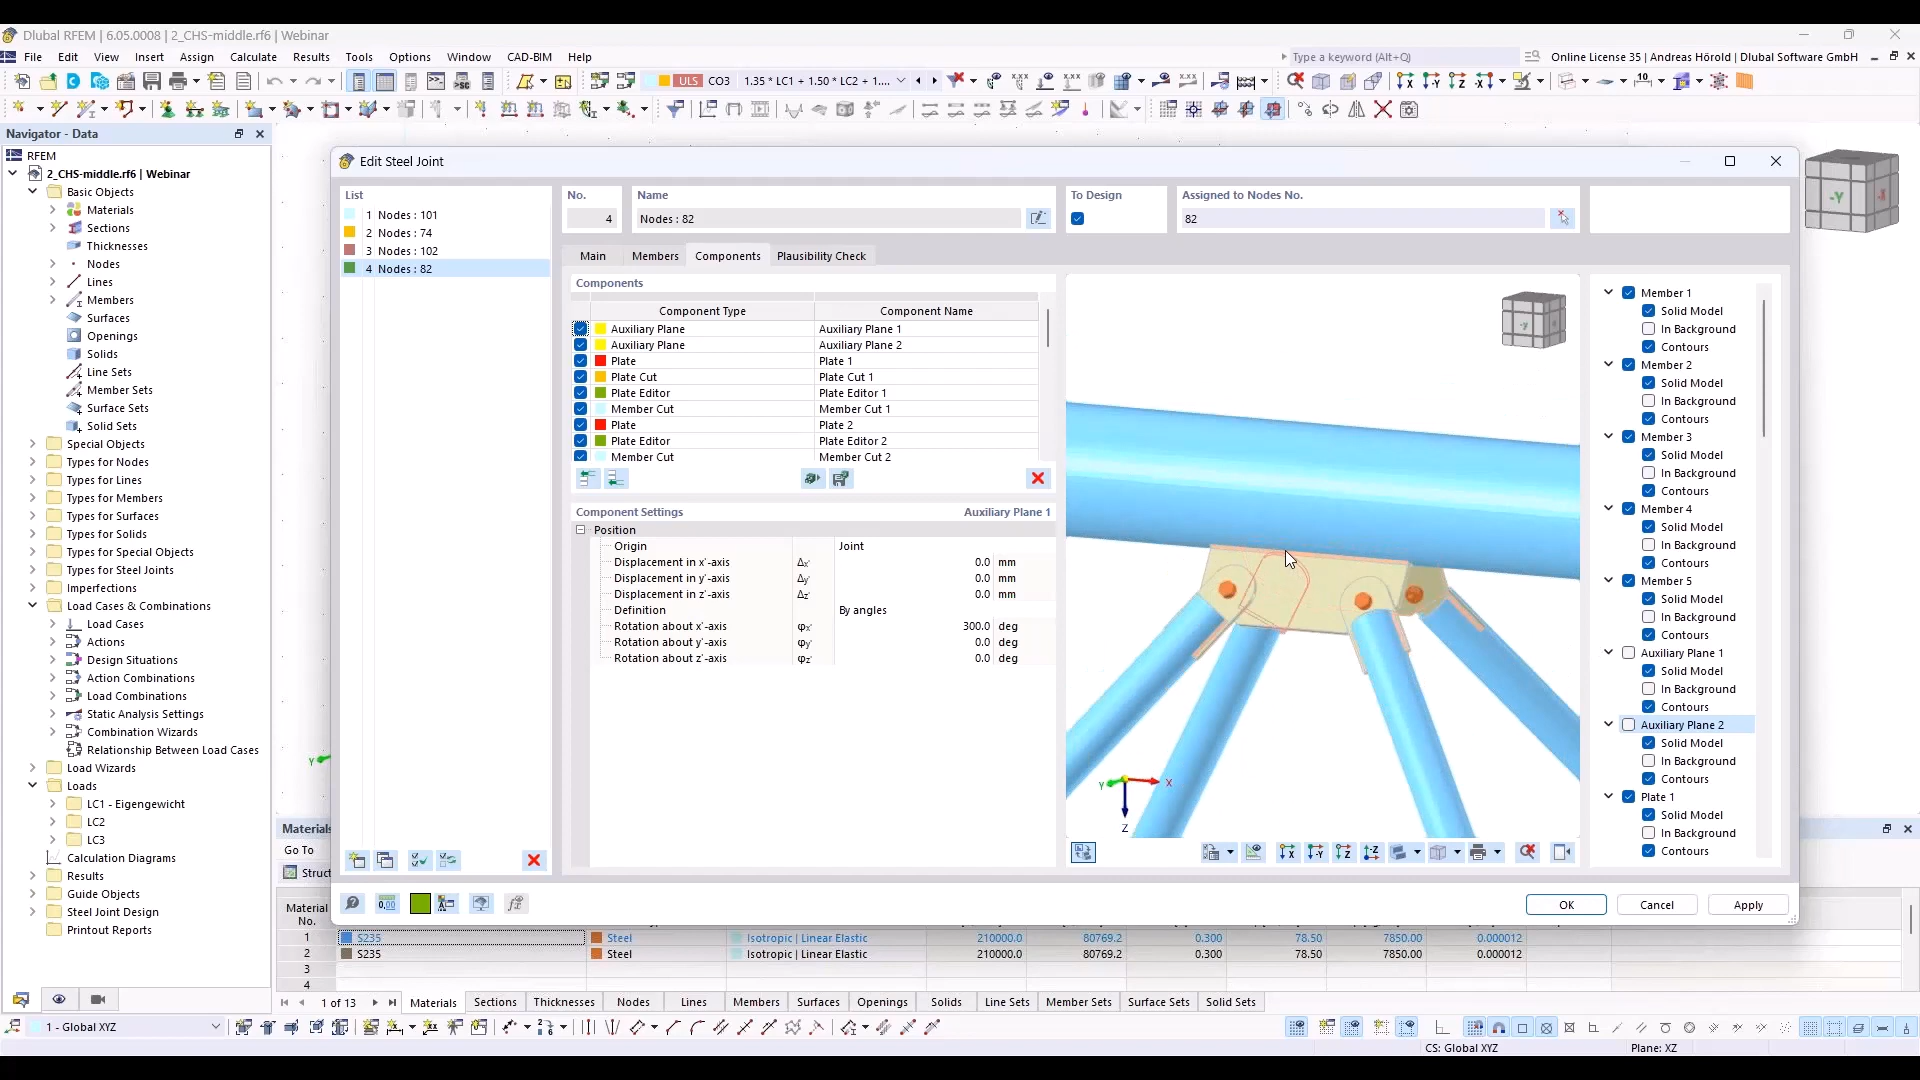 Dlubal RFEM | 6.05.0008 | 2_CHS-middle.rf6 | Webinar
File Edit View Insert Assign Calculate Results Tools Options Window CAD-BIM Help
Type a keyword (Alt+Q)
Online License 35 | Andreas Hörold | Dlubal Software GmbH
ULS CO3 1.35 * LC1 + 1.50 * LC2 + 1....
Navigator - Data
RFEM
2_CHS-middle.rf6 | Webinar
Basic Objects
Materials
Sections
Thicknesses
Nodes
Lines
Members
Surfaces
Openings
Solids
Line Sets
Member Sets
Surface Sets
Solid Sets
Special Objects
Types for Nodes
Types for Lines
Types for Members
Types for Surfaces
Types for Solids
Types for Special Objects
Types for Steel Joints
Imperfections
Load Cases & Combinations
Load Cases
Actions
Design Situations
Action Combinations
Load Combinations
Static Analysis Settings
Combination Wizards
Relationship Between Load Cases
Load Wizards
Loads
LC1 - Eigengewicht
LC2
LC3
Calculation Diagrams
Results
Guide Objects
Steel Joint Design
Printout Reports
1 - Global XYZ
Edit Steel Joint
List
1 Nodes : 101
2 Nodes : 74
3 Nodes : 102
4 Nodes : 82
No.
4
Name
Nodes : 82
To Design
Assigned to Nodes No.
82
Main Members Components Plausibility Check
Components
Component Type Component Name
Auxiliary Plane Auxiliary Plane 1
Auxiliary Plane Auxiliary Plane 2
Plate Plate 1
Plate Cut Plate Cut 1
Plate Editor Plate Editor 1
Member Cut Member Cut 1
Plate Plate 2
Plate Editor Plate Editor 2
Member Cut Member Cut 2
Component Settings Auxiliary Plane 1
Position
Origin Joint
Displacement in x'-axis Δx' 0.0 mm
Displacement in y'-axis Δy' 0.0 mm
Displacement in z'-axis Δz' 0.0 mm
Definition By angles
Rotation about x'-axis φx' 300.0 deg
Rotation about y'-axis φy' 0.0 deg
Rotation about z'-axis φz' 0.0 deg
Y X Z
Member 1
Solid Model
In Background
Contours
Member 2
Solid Model
In Background
Contours
Member 3
Solid Model
In Background
Contours
Member 4
Solid Model
In Background
Contours
Member 5
Solid Model
In Background
Contours
Auxiliary Plane 1
Solid Model
In Background
Contours
Auxiliary Plane 2
Solid Model
In Background
Contours
Plate 1
Solid Model
In Background
Contours
OK Cancel Apply
Materials
Go To
Struct
Material
No.
1 S235 Steel Isotropic | Linear Elastic 210000.0 80769.2 0.300 78.50 7850.00 0.000012
2 S235 Steel Isotropic | Linear Elastic 210000.0 80769.2 0.300 78.50 7850.00 0.000012
3
4
1 of 13 Materials Sections Thicknesses Nodes Lines Members Surfaces Openings Solids Line Sets Member Sets Surface Sets Solid Sets
CS: Global XYZ Plane: XZ